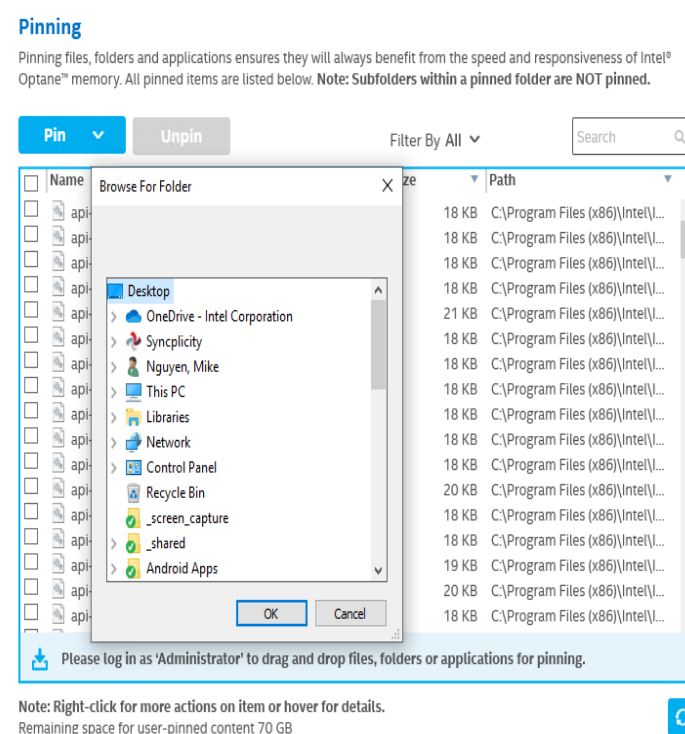 Pinning
Pinning files, folders and applications ensures they will always benefit from the speed and responsiveness of Intel®
Optane™ memory. All pinned items are listed below. Note: Subfolders within a pinned folder are NOT pinned.
Pin
Unpin
Filter By All
Search
Name
ze
Path
Browse For Folder
Desktop
OneDrive - Intel Corporation
Syncplicity
Nguyen, Mike
This PC
Libraries
Network
Control Panel
Recycle Bin
_screen_capture
_shared
Android Apps
OK
Cancel
api- 18 KB C:\Program Files (x86)\Intel\I...
api- 18 KB C:\Program Files (x86)\Intel\I...
api- 18 KB C:\Program Files (x86)\Intel\I...
api- 18 KB C:\Program Files (x86)\Intel\I...
api- 21 KB C:\Program Files (x86)\Intel\I...
api- 18 KB C:\Program Files (x86)\Intel\I...
api- 18 KB C:\Program Files (x86)\Intel\I...
api- 18 KB C:\Program Files (x86)\Intel\I...
api- 18 KB C:\Program Files (x86)\Intel\I...
api- 18 KB C:\Program Files (x86)\Intel\I...
api- 18 KB C:\Program Files (x86)\Intel\I...
api- 20 KB C:\Program Files (x86)\Intel\I...
api- 18 KB C:\Program Files (x86)\Intel\I...
api- 18 KB C:\Program Files (x86)\Intel\I...
api- 19 KB C:\Program Files (x86)\Intel\I...
api- 20 KB C:\Program Files (x86)\Intel\I...
api- 18 KB C:\Program Files (x86)\Intel\I...
Please log in as 'Administrator' to drag and drop files, folders or applications for pinning.
Note: Right-click for more actions on item or hover for details.
Remaining space for user-pinned content 70 GB